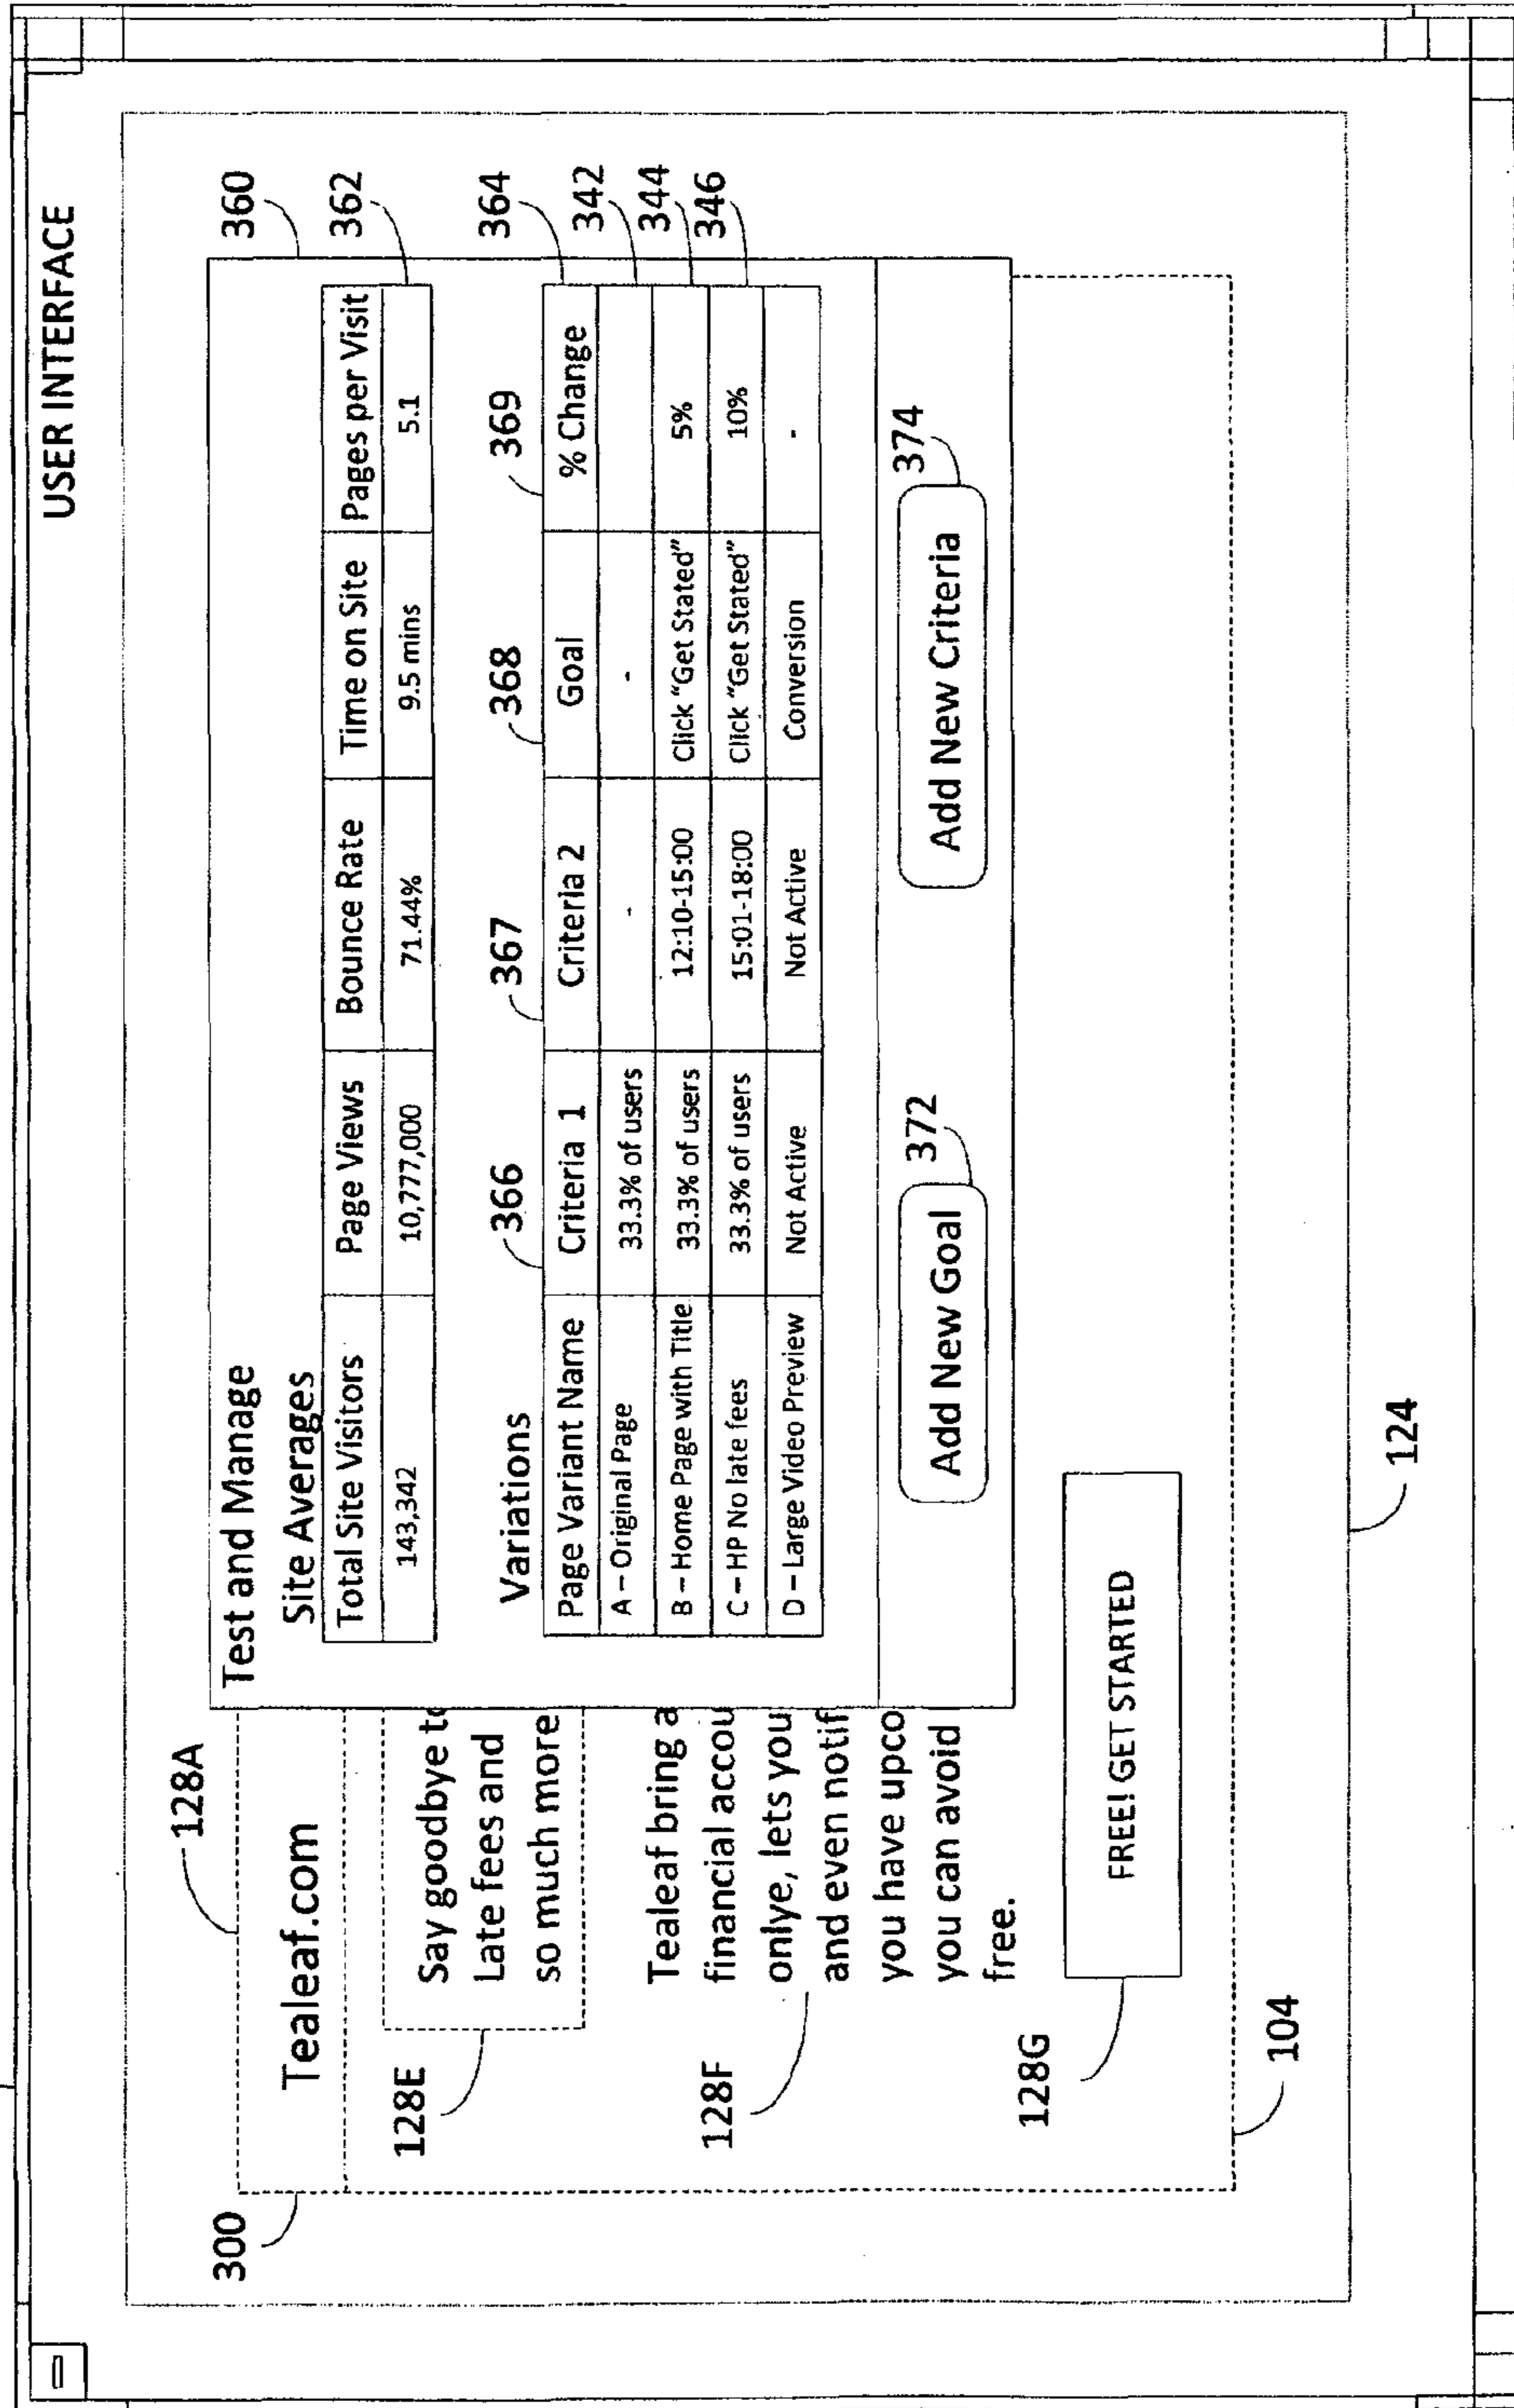 USER INTERFACE
300
128A
Tealeaf.com
128E
Say goodbye to
Late fees and
so much more
128F
Tealeaf bring a
financial accou
onlye, lets you
and even notif
you have upco
you can avoid
free.
128G
FREE! GET STARTED
104
124
360
Test and Manage
Site Averages
362
Total Site Visitors Page Views Bounce Rate Time on Site Pages per Visit
143,342 10,777,000 71.44% 9.5 mins 5.1
Variations
366 367 368 369 364
Page Variant Name Criteria 1 Criteria 2 Goal % Change
A – Original Page 33.3% of users - - 342
B – Home Page with Title 33.3% of users 12:10-15:00 Click "Get Stated" 5% 344
C – HP No late fees 33.3% of users 15:01-18:00 Click "Get Stated" 10% 346
D – Large Video Preview Not Active Not Active Conversion -
372 374
Add New Goal Add New Criteria